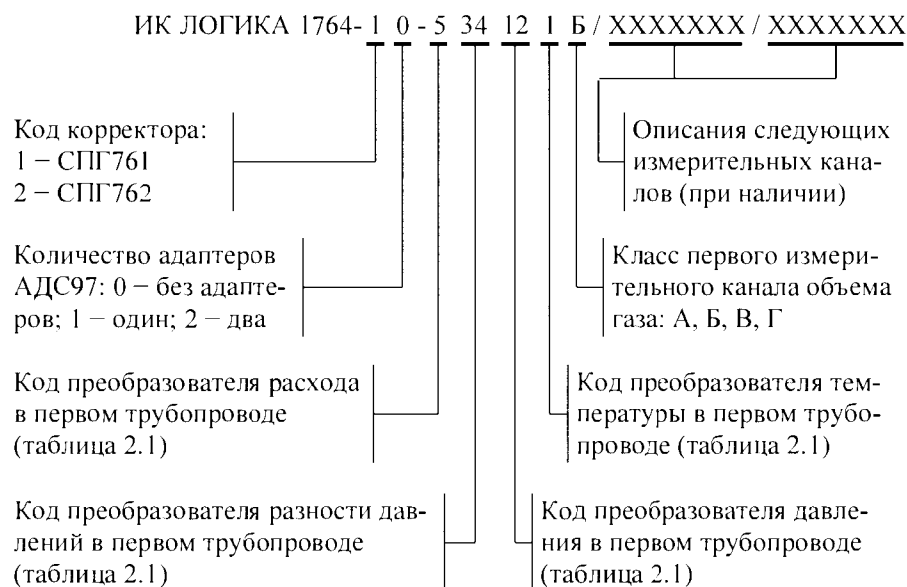 ИК ЛОГИКА 1764-1 0-5 34 12 1 Б / XXXXXXX / XXXXXXX
Код корректора:
1 – СПГ761
2 – СПГ762
Описания следующих
измерительных кана-
лов (при наличии)
Количество адаптеров
АДС97: 0 – без адапте-
ров; 1 – один; 2 – два
Класс первого измери-
тельного канала объема
газа: А, Б, В, Г
Код преобразователя расхода
в первом трубопроводе
(таблица 2.1)
Код преобразователя тем-
пературы в первом трубо-
проводе (таблица 2.1)
Код преобразователя разности дав-
лений в первом трубопроводе
(таблица 2.1)
Код преобразователя давле-
ния в первом трубопроводе
(таблица 2.1)